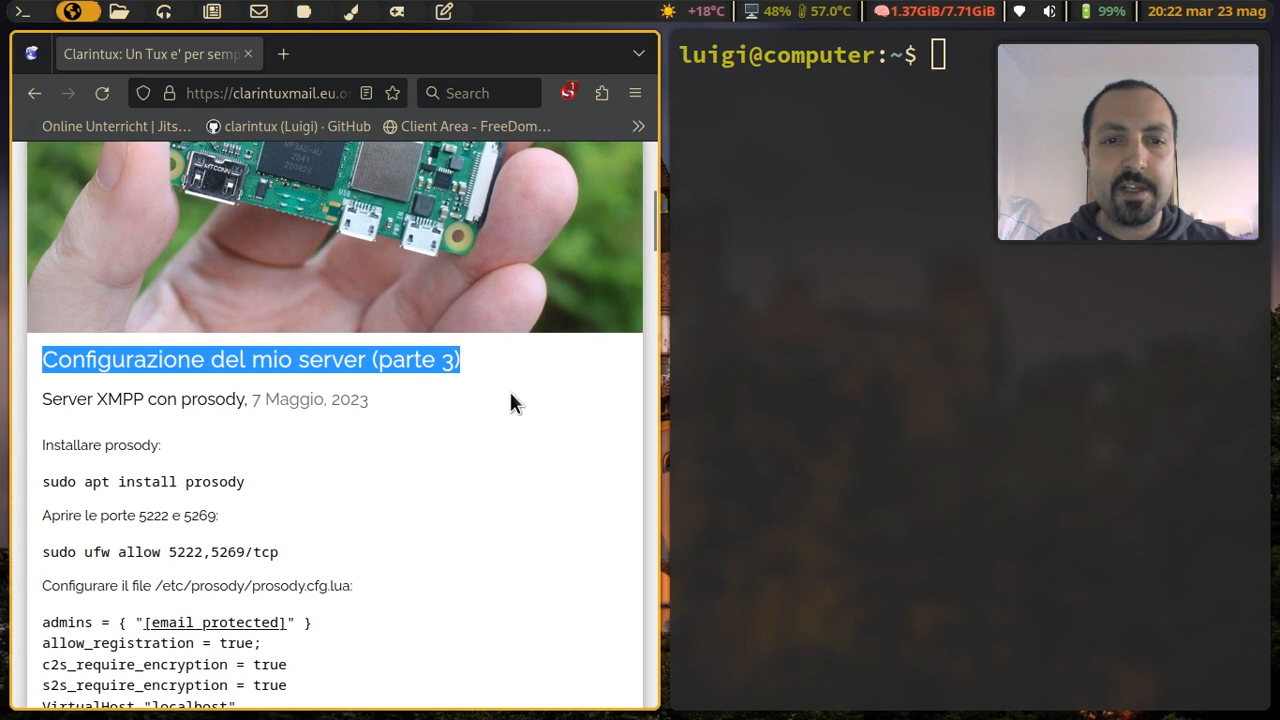 +18°C
48%
57.0°C
1.37GiB/7.71GiB
99%
20:22 mar 23 mag
Clarintux: Un Tux e' per sem
https://clarintuxmail.eu.o
Search
Online Unterricht | Jits…
clarintux (Luigi) · GitHub
Client Area - FreeDom…
USB
Configurazione del mio server (parte 3)
Server XMPP con prosody, 7 Maggio, 2023
Installare prosody:
sudo apt install prosody
Aprire le porte 5222 e 5269:
sudo ufw allow 5222,5269/tcp
Configurare il file /etc/prosody/prosody.cfg.lua:
admins = { "[email protected]" }
allow_registration = true;
c2s_require_encryption = true
s2s_require_encryption = true
VirtualHost "localhost"
luigi@computer:~$